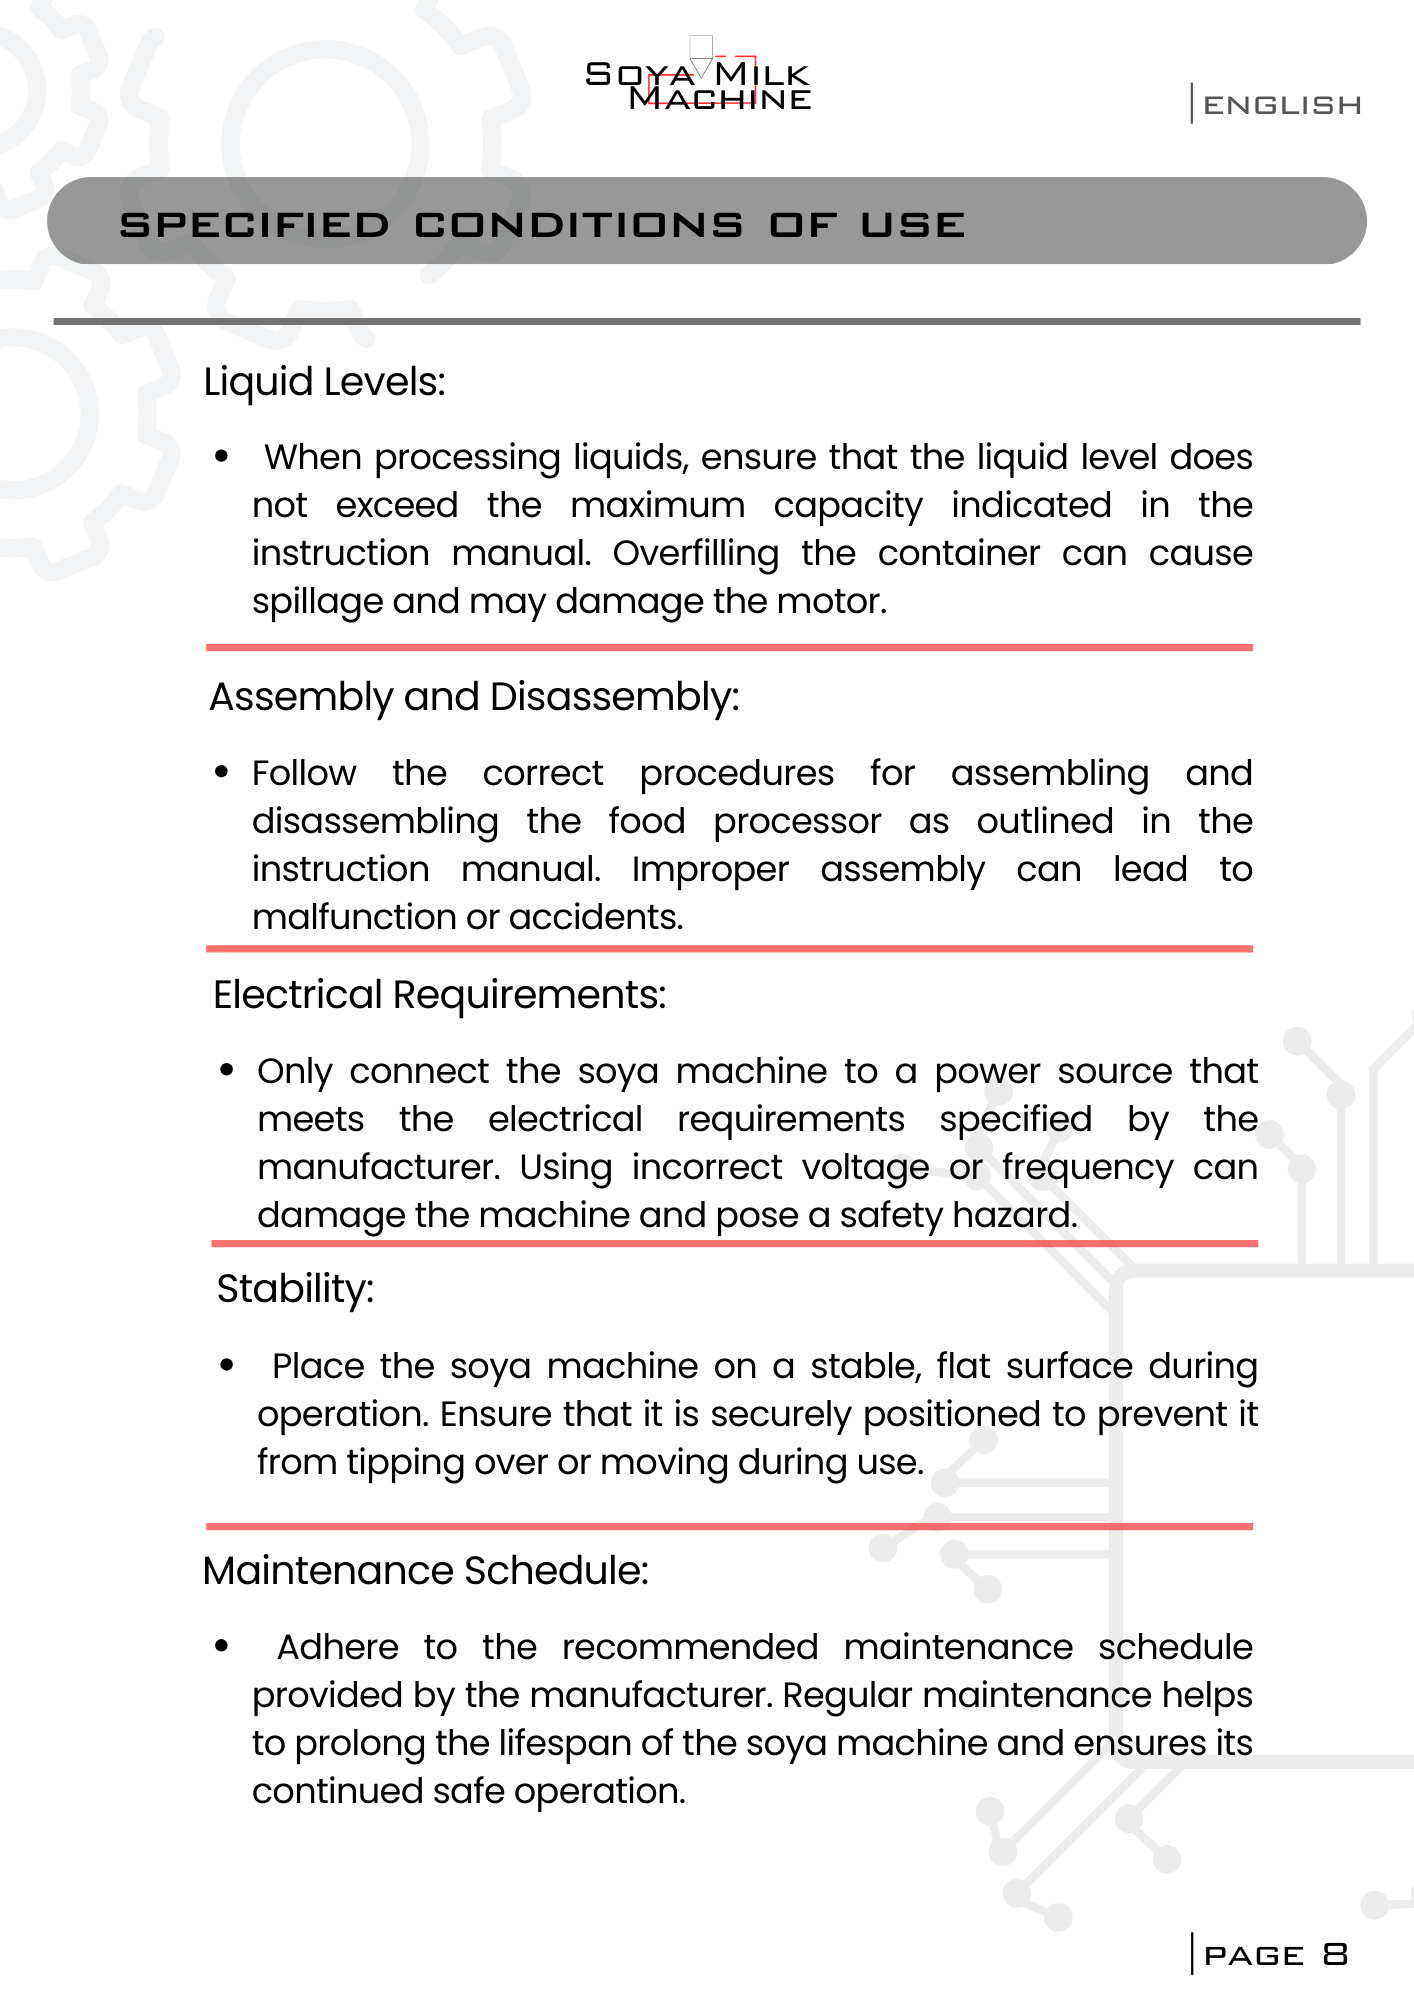 SOYA MILK
MACHINE
ENGLISH
SPECIFIED CONDITIONS OF USE
Liquid Levels:
• When processing liquids, ensure that the liquid level does
not exceed the maximum capacity indicated in the
instruction manual. Overfilling the container can cause
spillage and may damage the motor.
Assembly and Disassembly:
• Follow the correct procedures for assembling and
disassembling the food processor as outlined in the
instruction manual. Improper assembly can lead to
malfunction or accidents.
Electrical Requirements:
• Only connect the soya machine to a power source that
meets the electrical requirements specified by the
manufacturer. Using incorrect voltage or frequency can
damage the machine and pose a safety hazard.
Stability:
• Place the soya machine on a stable, flat surface during
operation. Ensure that it is securely positioned to prevent it
from tipping over or moving during use.
Maintenance Schedule:
• Adhere to the recommended maintenance schedule
provided by the manufacturer. Regular maintenance helps
to prolong the lifespan of the soya machine and ensures its
continued safe operation.
PAGE 8